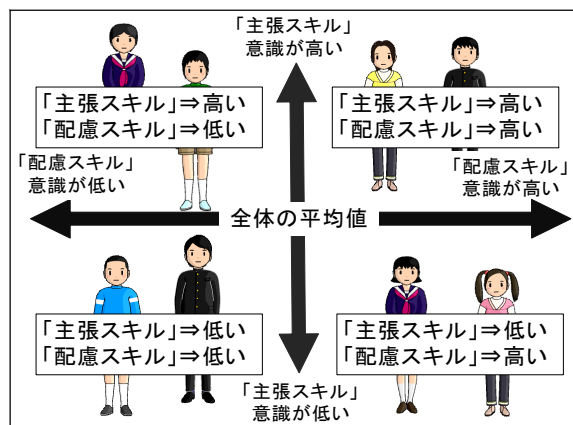 「主張スキル」
意識が高い
「主張スキル」⇒高い
「配慮スキル」⇒低い
「主張スキル」⇒高い
「配慮スキル」⇒高い
「配慮スキル」
意識が低い
「配慮スキル」
意識が高い
全体の平均値
「主張スキル」⇒低い
「配慮スキル」⇒低い
「主張スキル」⇒低い
「配慮スキル」⇒高い
「主張スキル」
意識が低い